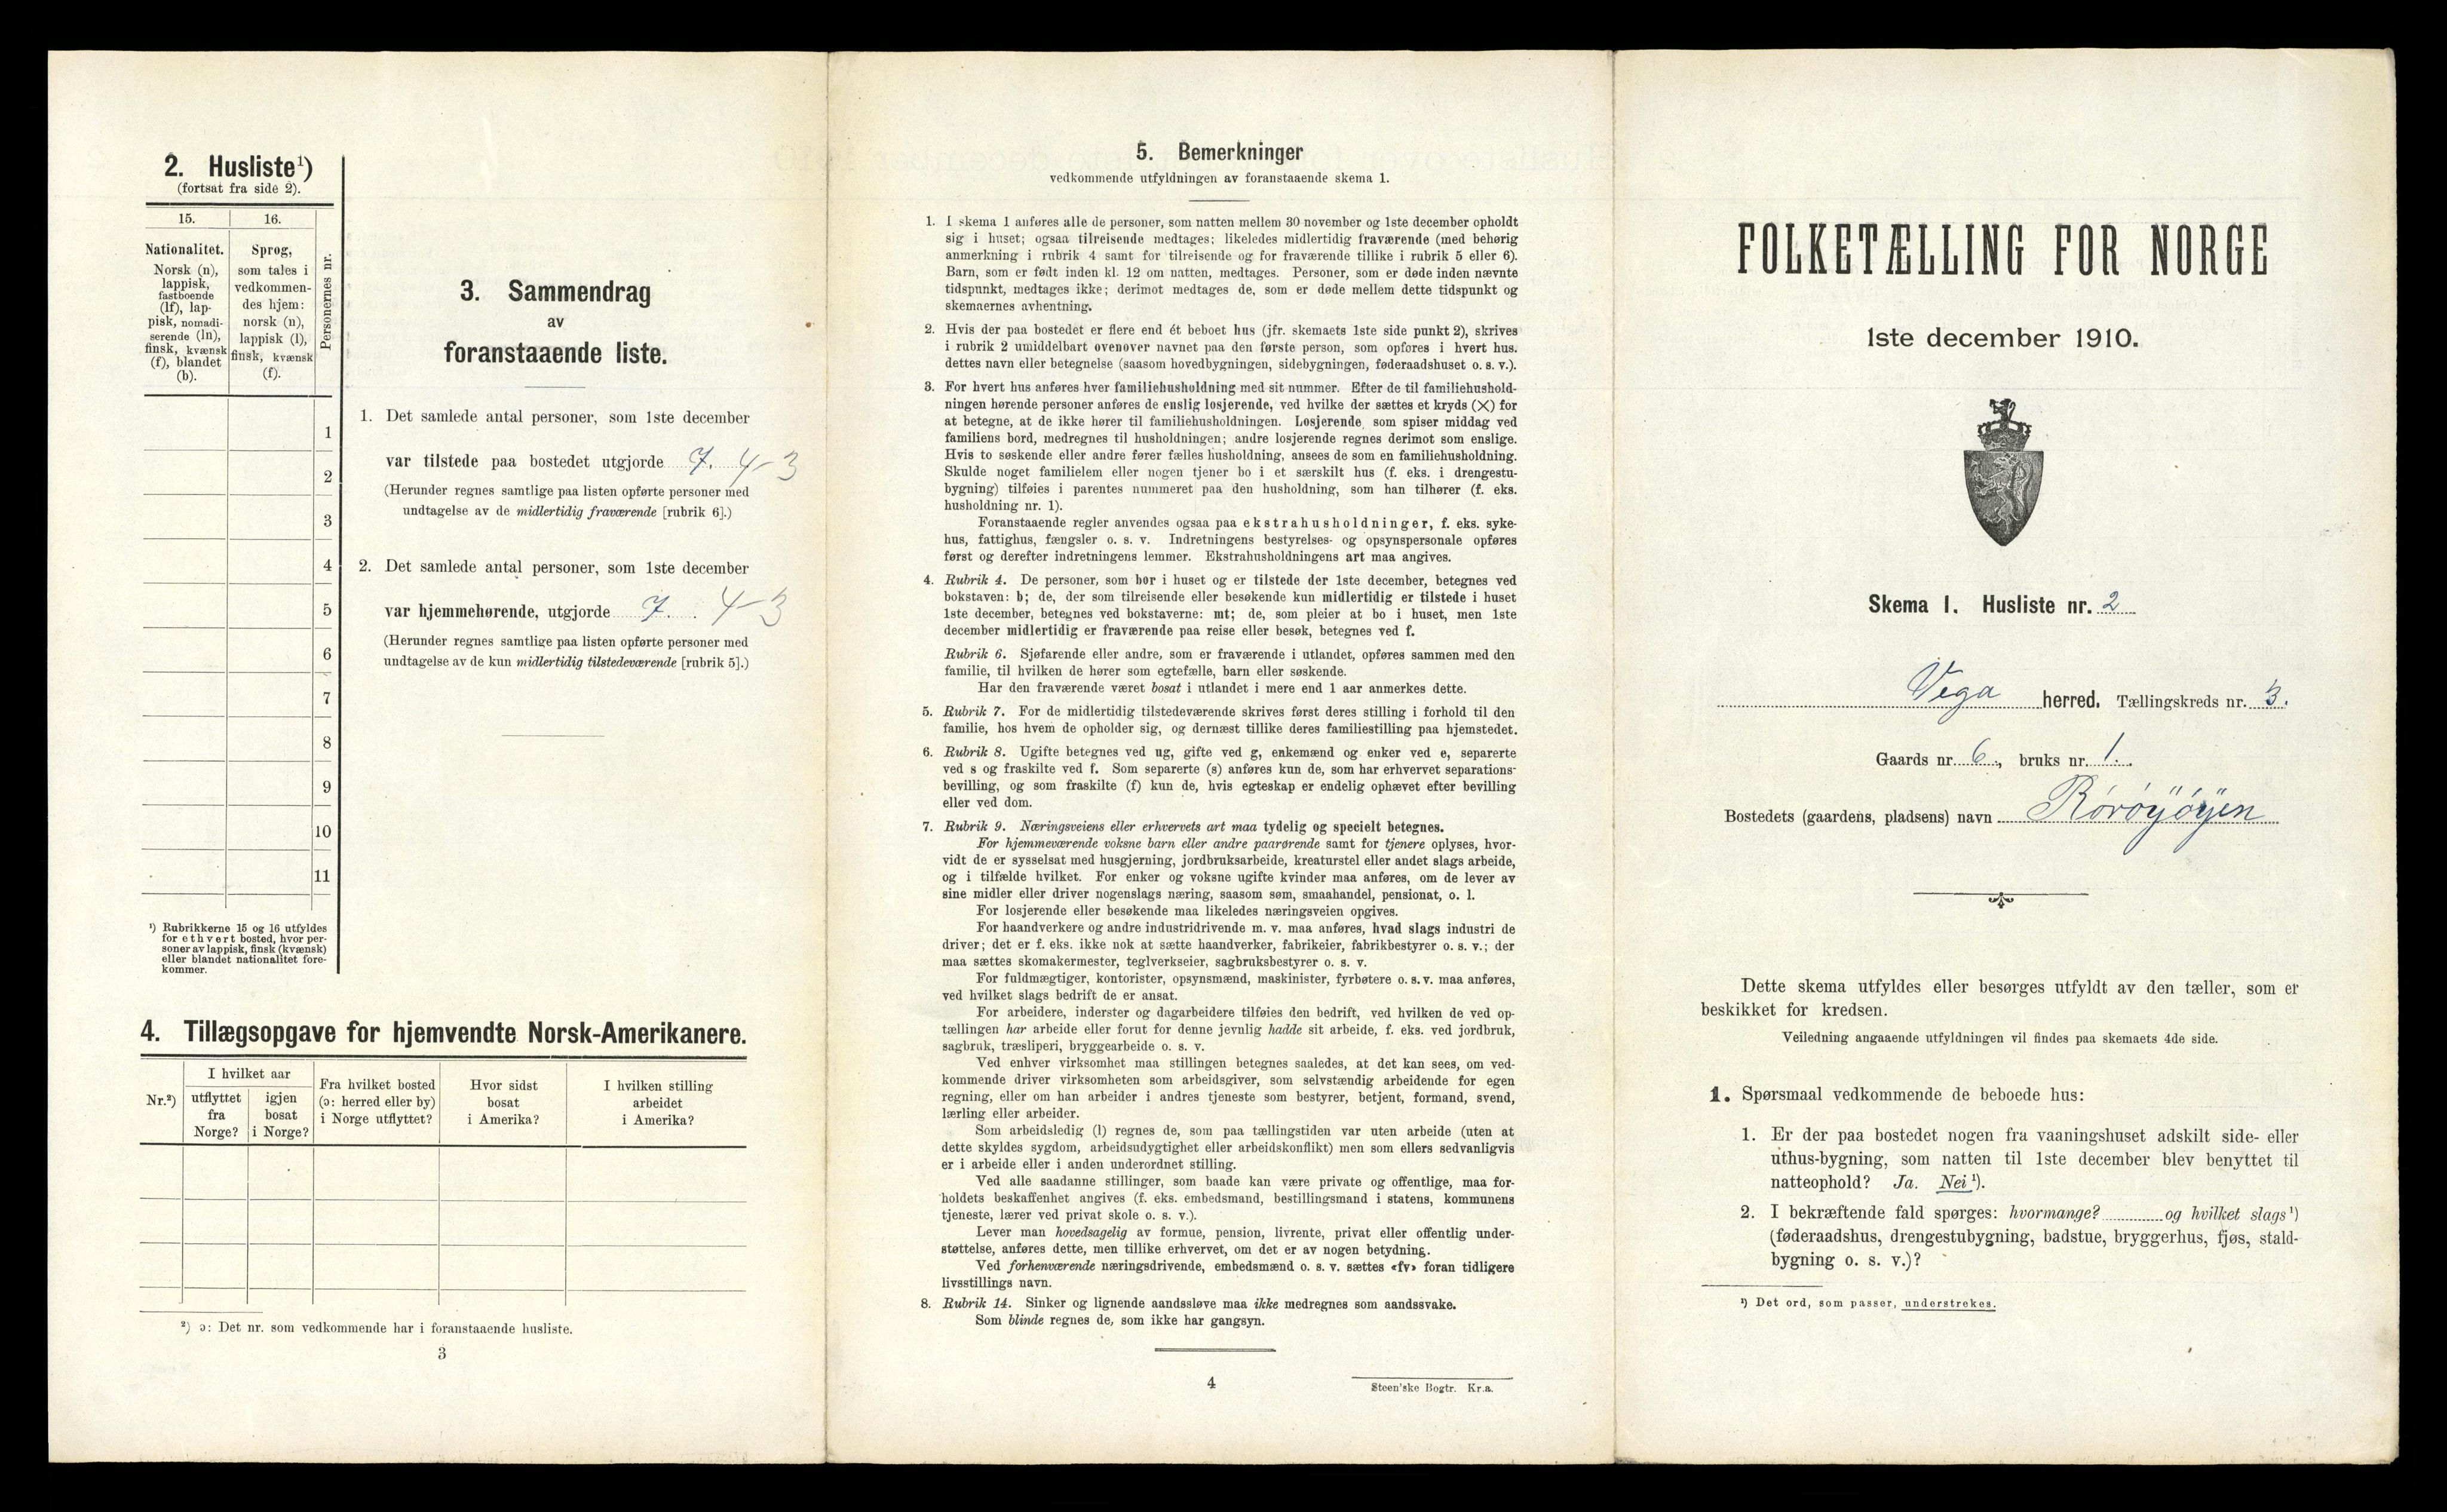 2. Husliste¹)
(fortsat fra side 2).
15.
16.
Personernes nr.
Nationalitet.
Norsk (n),
lappisk,
fastboende
(lf), lap-
pisk, nomadi-
serende (ln),
finsk, kvænsk
(f), blandet
(b).
Sprog,
som tales i
vedkommen-
des hjem:
norsk (n),
lappisk (l),
finsk, kvænsk
(f).
1
2
3
4
5
6
7
8
9
10
11
¹) Rubrikkerne 15 og 16 utfyldes
for ethvert bosted, hvor per-
soner av lappisk, finsk (kvænsk)
eller blandet nationalitet fore-
kommer.
3. Sammendrag
av
foranstaaende liste.
1. Det samlede antal personer, som 1ste december
var tilstede paa bostedet utgjorde 7. 4-3
(Herunder regnes samtlige paa listen opførte personer med
undtagelse av de midlertidig fraværende [rubrik 6].)
2. Det samlede antal personer, som 1ste december
var hjemmehørende, utgjorde 7. 4-3
(Herunder regnes samtlige paa listen opførte personer med
undtagelse av de kun midlertidig tilstedeværende [rubrik 5].)
4. Tillægsopgave for hjemvendte Norsk-Amerikanere.
Nr.²)
I hvilket aar
utflyttet
fra
Norge?
igjen
bosat
i Norge?
Fra hvilket bosted
(ɔ: herred eller by)
i Norge utflyttet?
Hvor sidst
bosat
i Amerika?
I hvilken stilling
arbeidet
i Amerika?
²) ɔ: Det nr. som vedkommende har i foranstaaende husliste.
3
5. Bemerkninger
vedkommende utfyldningen av foranstaaende skema 1.
1. I skema 1 anføres alle de personer, som natten mellem 30 november og 1ste december opholdt
sig i huset; ogsaa tilreisende medtages; likeledes midlertidig fraværende (med behørig
anmerkning i rubrik 4 samt for tilreisende og for fraværende tillike i rubrik 5 eller 6).
Barn, som er født inden kl. 12 om natten, medtages. Personer, som er døde inden nævnte
tidspunkt, medtages ikke; derimot medtages de, som er døde mellem dette tidspunkt og
skemaernes avhentning.
2. Hvis der paa bostedet er flere end ét beboet hus (jfr. skemaets 1ste side punkt 2), skrives
i rubrik 2 umiddelbart ovenover navnet paa den første person, som opføres i hvert hus.
dettes navn eller betegnelse (saasom hovedbygningen, sidebygningen, føderaadshuset o. s. v.).
3. For hvert hus anføres hver familiehusholdning med sit nummer. Efter de til familiehushold-
ningen hørende personer anføres de enslig losjerende, ved hvilke der sættes et kryds (×) for
at betegne, at de ikke hører til familiehusholdningen. Losjerende som spiser middag ved
familiens bord, medregnes til husholdningen; andre losjerende regnes derimot som enslige.
Hvis to søskende eller andre fører fælles husholdning, ansees de som en familiehusholdning.
Skulde noget familielem eller nogen tjener bo i et særskilt hus (f. eks. i drengestu-
bygning) tilføies i parentes nummeret paa den husholdning, som han tilhører (f. eks.
husholdning nr. 1).
Foranstaaende regler anvendes ogsaa paa ekstrahusholdninger, f. eks. syke-
hus, fattighus, fængsler o. s. v. Indretningens bestyrelses- og opsynspersonale opføres
først og derefter indretningens lemmer. Ekstrahusholdningens art maa angives.
4. Rubrik 4. De personer, som bor i huset og er tilstede der 1ste december, betegnes ved
bokstaven: b; de, der som tilreisende eller besøkende kun midlertidig er tilstede i huset
1ste december, betegnes ved bokstaverne: mt; de, som pleier at bo i huset, men 1ste
december midlertidig er fraværende paa reise eller besøk, betegnes ved f.
Rubrik 6. Sjøfarende eller andre, som er fraværende i utlandet, opføres sammen med den
familie, til hvilken de hører som egtefælle, barn eller søskende.
Har den fraværende været bosat i utlandet i mere end 1 aar anmerkes dette.
5. Rubrik 7. For de midlertidig tilstedeværende skrives først deres stilling i forhold til den
familie, hos hvem de opholder sig, og dernæst tillike deres familiestilling paa hjemstedet.
6. Rubrik 8. Ugifte betegnes ved ug, gifte ved g, enkemænd og enker ved e, separerte
ved s og fraskilte ved f. Som separerte (s) anføres kun de, som har erhvervet separations-
bevilling, og som fraskilte (f) kun de, hvis egteskap er endelig ophævet efter bevilling
eller ved dom.
7. Rubrik 9. Næringsveiens eller erhvervets art maa tydelig og specielt betegnes.
For hjemmeværende voksne barn eller andre paarørende samt for tjenere oplyses, hvor-
vidt de er sysselsat med husgjerning, jordbruksarbeide, kreaturstel eller andet slags arbeide,
og i tilfælde hvilket. For enker og voksne ugifte kvinder maa anføres, om de lever av
sine midler eller driver nogenslags næring, saasom søm, smaahandel, pensionat, o. l.
For losjerende eller besøkende maa likeledes næringsveien opgives.
For haandverkere og andre industridrivende m. v. maa anføres, hvad slags industri de
driver; det er f. eks. ikke nok at sætte haandverker, fabrikeier, fabrikbestyrer o. s. v.; der
maa sættes skomakermester, teglverkseier, sagbruksbestyrer o. s. v.
For fuldmægtiger, kontorister, opsynsmænd, maskinister, fyrbøtere o. s. v. maa anføres,
ved hvilket slags bedrift de er ansat.
For arbeidere, inderster og dagarbeidere tilføies den bedrift, ved hvilken de ved op-
tællingen har arbeide eller forut for denne jevnlig hadde sit arbeide, f. eks. ved jordbruk,
sagbruk, træsliperi, bryggearbeide o. s. v.
Ved enhver virksomhet maa stillingen betegnes saaledes, at det kan sees, om ved-
kommende driver virksomheten som arbeidsgiver, som selvstændig arbeidende for egen
regning, eller om han arbeider i andres tjeneste som bestyrer, betjent, formand, svend,
lærling eller arbeider.
Som arbeidsledig (l) regnes de, som paa tællingstiden var uten arbeide (uten at
dette skyldes sygdom, arbeidsudygtighet eller arbeidskonflikt) men som ellers sedvanligvis
er i arbeide eller i anden underordnet stilling.
Ved alle saadanne stillinger, som baade kan være private og offentlige, maa for-
holdets beskaffenhet angives (f. eks. embedsmand, bestillingsmand i statens, kommunens
tjeneste, lærer ved privat skole o. s. v.).
Lever man hovedsagelig av formue, pension, livrente, privat eller offentlig under-
støttelse, anføres dette, men tillike erhvervet, om det er av nogen betydning.
Ved forhenværende næringsdrivende, embedsmænd o. s. v. sættes «fv» foran tidligere
livsstillings navn.
8. Rubrik 14. Sinker og lignende aandssløve maa ikke medregnes som aandssvake.
Som blinde regnes de, som ikke har gangsyn.
4
Steen'ske Bogtr. Kr.a.
FOLKETÆLLING FOR NORGE
1ste december 1910.
Skema 1. Husliste nr. 2
Vega herred. Tællingskreds nr. 3.
Gaards nr. 6., bruks nr. 1.
Bostedets (gaardens, pladsens) navn Rörøÿøÿen
Dette skema utfyldes eller besørges utfyldt av den tæller, som er
beskikket for kredsen.
Veiledning angaaende utfyldningen vil findes paa skemaets 4de side.
1. Spørsmaal vedkommende de beboede hus:
1. Er der paa bostedet nogen fra vaaningshuset adskilt side- eller
uthus-bygning, som natten til 1ste december blev benyttet til
natteophold? Ja. Nei¹).
2. I bekræftende fald spørges: hvormange? og hvilket slags¹)
(føderaadshus, drengestubygning, badstue, bryggerhus, fjøs, stald-
bygning o. s. v.)?
¹) Det ord, som passer, understrekes.